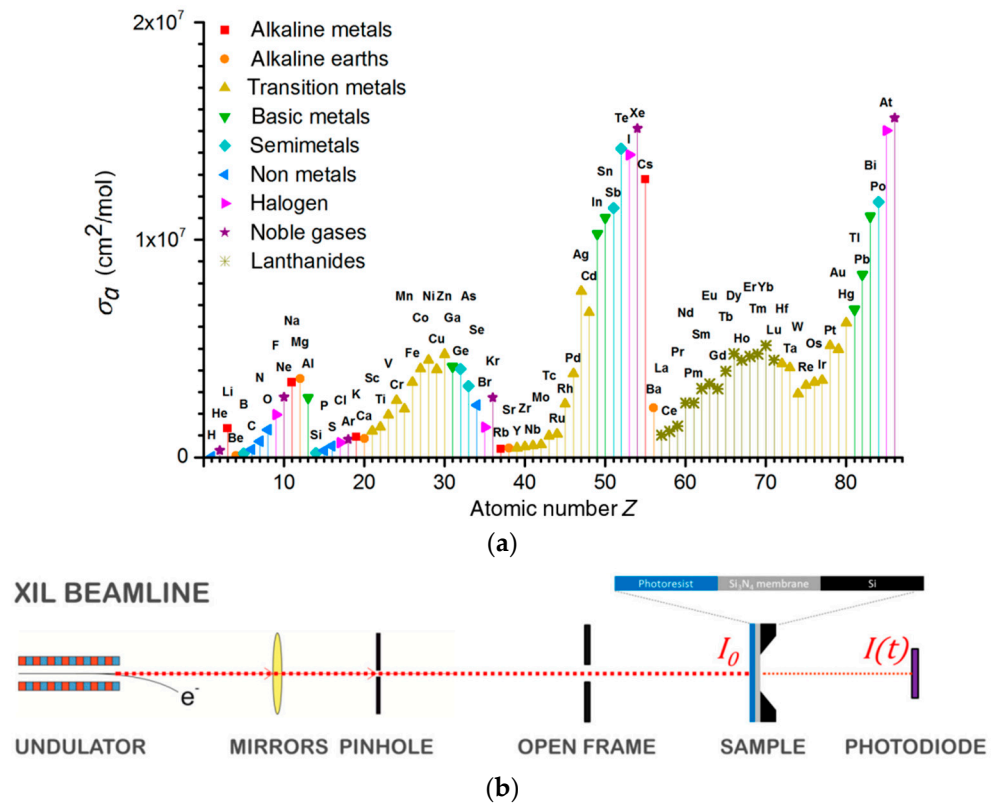 2x10⁷
1x10⁷
0
σₐ (cm²/mol)
Alkaline metals
Alkaline earths
Transition metals
Basic metals
Semimetals
Non metals
Halogen
Noble gases
Lanthanides
H He Li Be B C N O F Ne Na Mg Al Si P S Cl Ar K Ca Sc Ti V Cr Mn Fe Co Ni Cu Zn Ga Ge As Se Br Kr Rb Sr Y Zr Nb Mo Tc Ru Rh Pd Ag Cd In Sn Sb Te I Xe Cs Ba La Ce Pr Nd Pm Sm Eu Gd Tb Dy Ho Er Tm Yb Lu Hf Ta W Re Os Ir Pt Au Hg Tl Pb Bi Po At
10 20 30 40 50 60 70 80
Atomic number Z
(a)
XIL BEAMLINE
Photoresist Si₃N₄ membrane Si
I₀ I(t)
e⁻
UNDULATOR MIRRORS PINHOLE OPEN FRAME SAMPLE PHOTODIODE
(b)